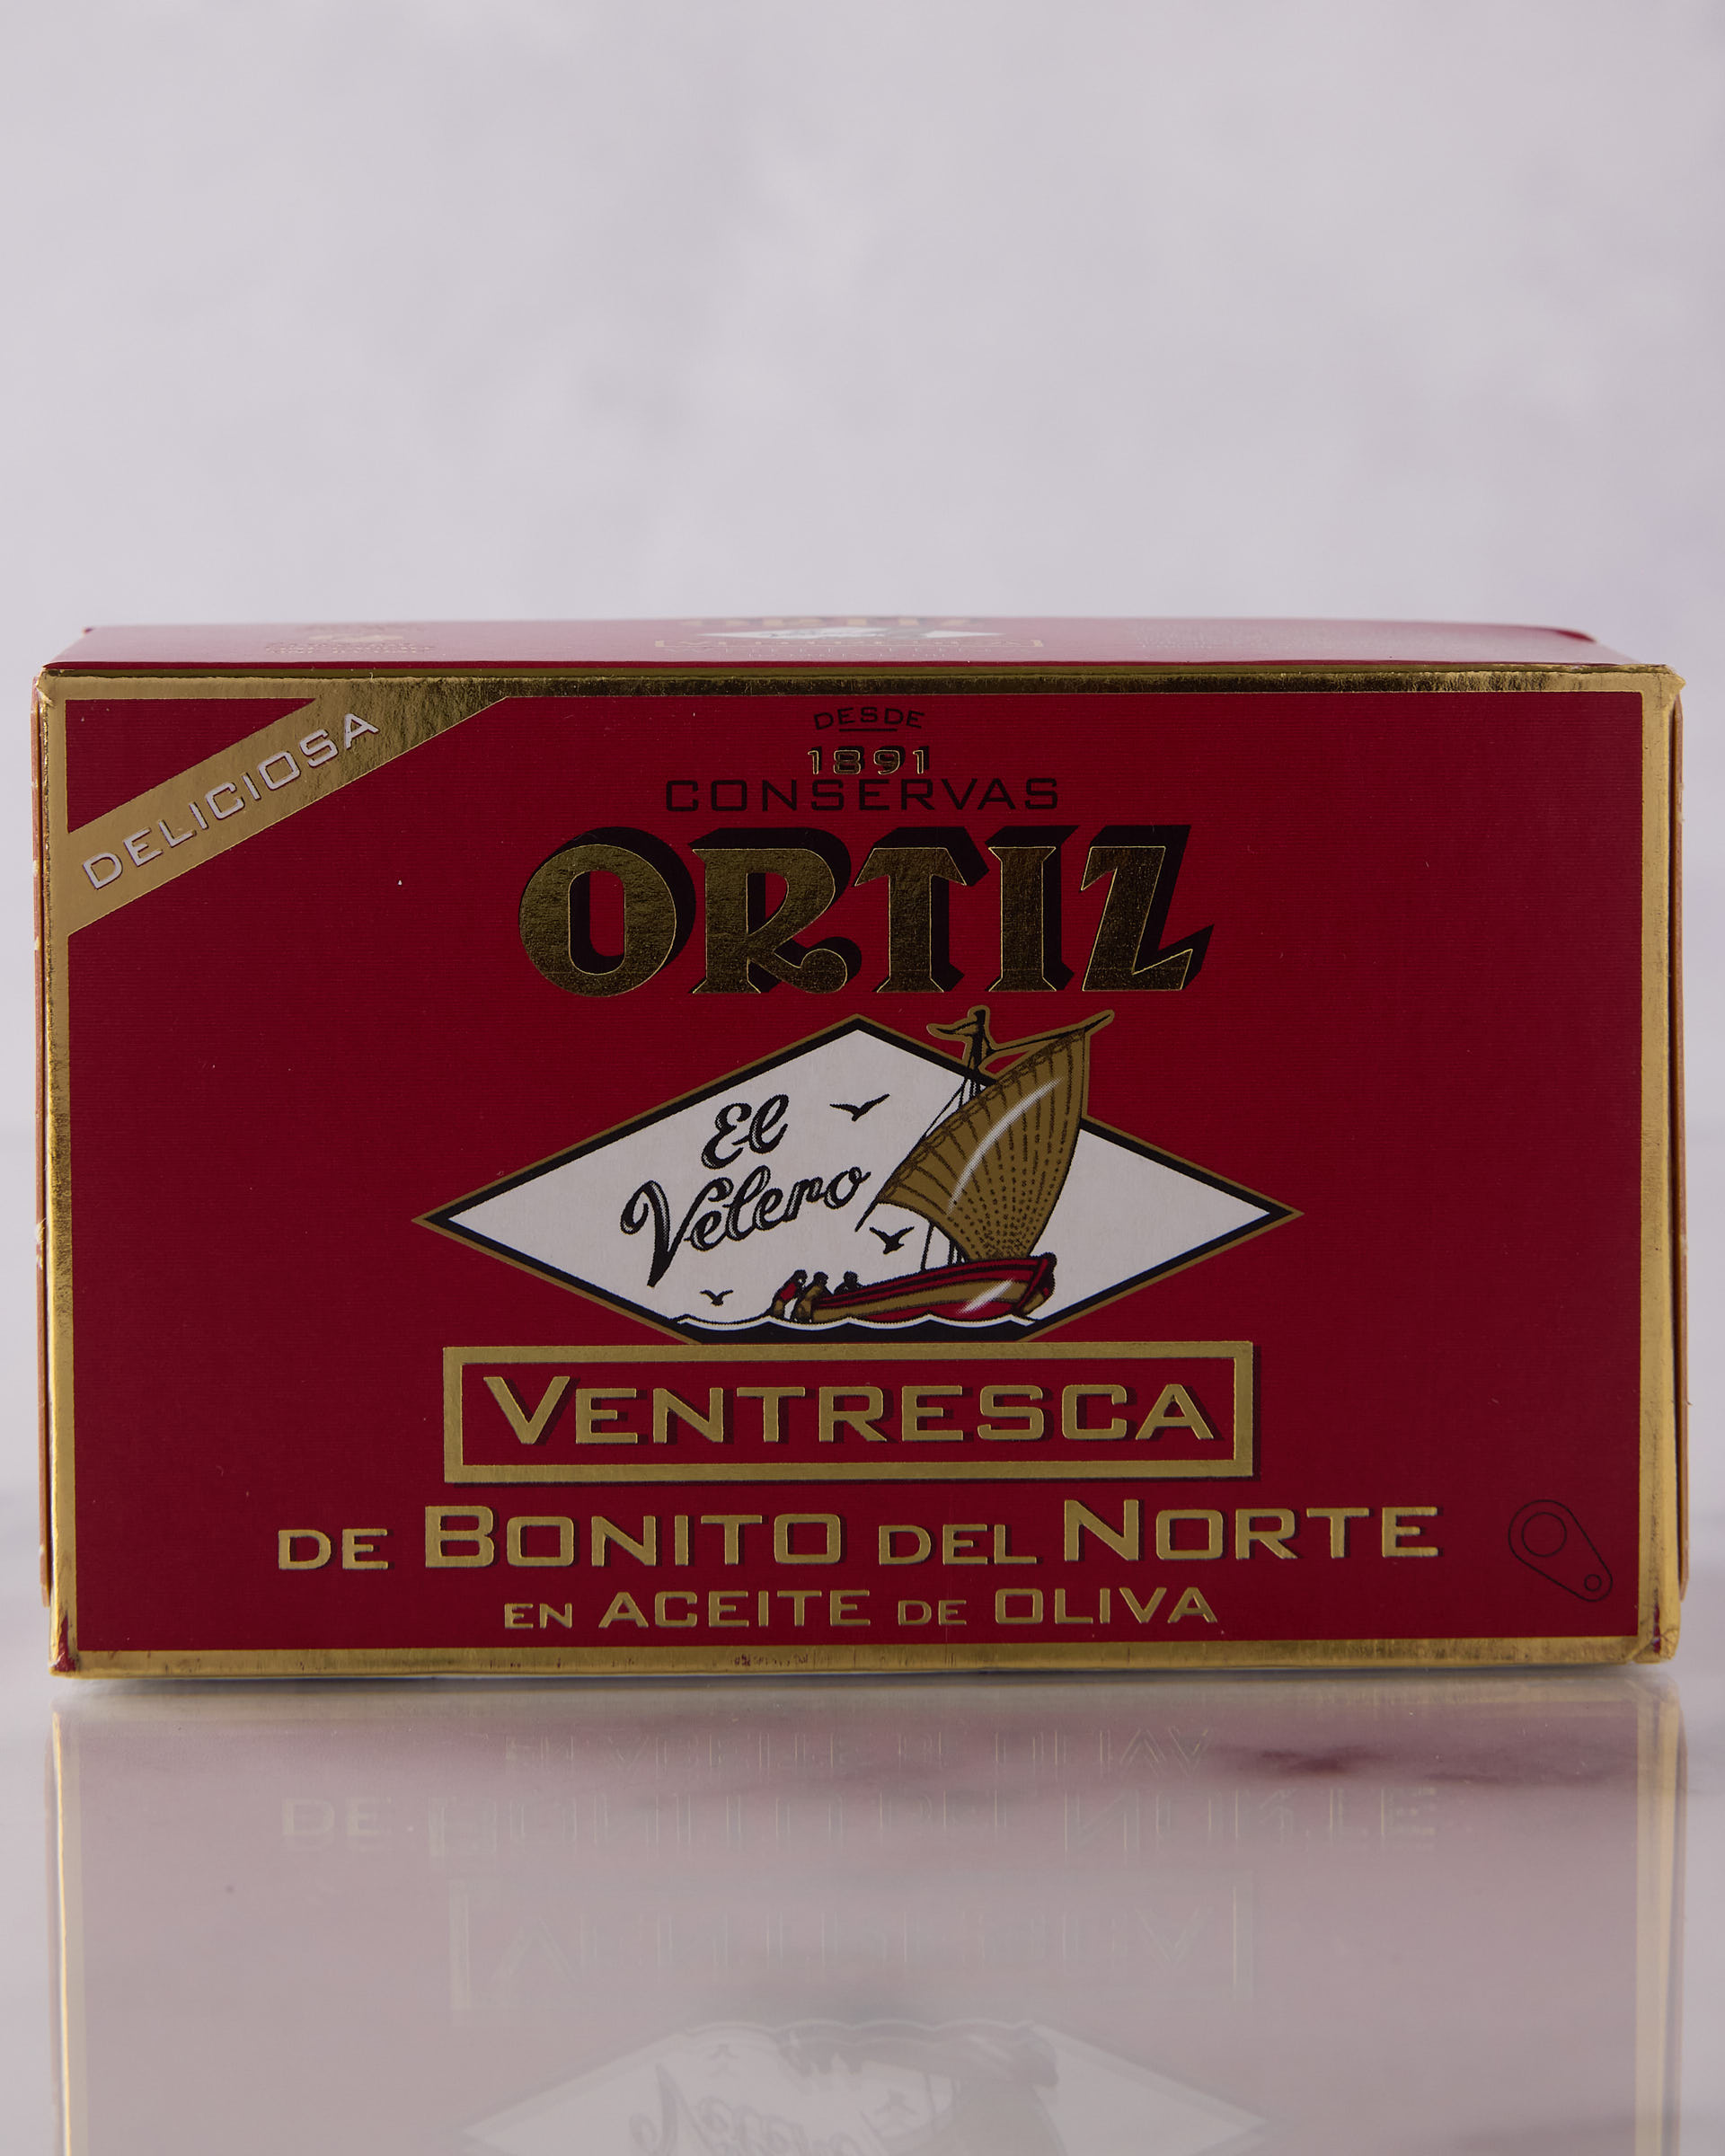 DELICIOSA
DESDE
1891
CONSERVAS
ORTIZ
El
Velero
VENTRESCA
DE BONITO DEL NORTE
EN ACEITE DE OLIVA